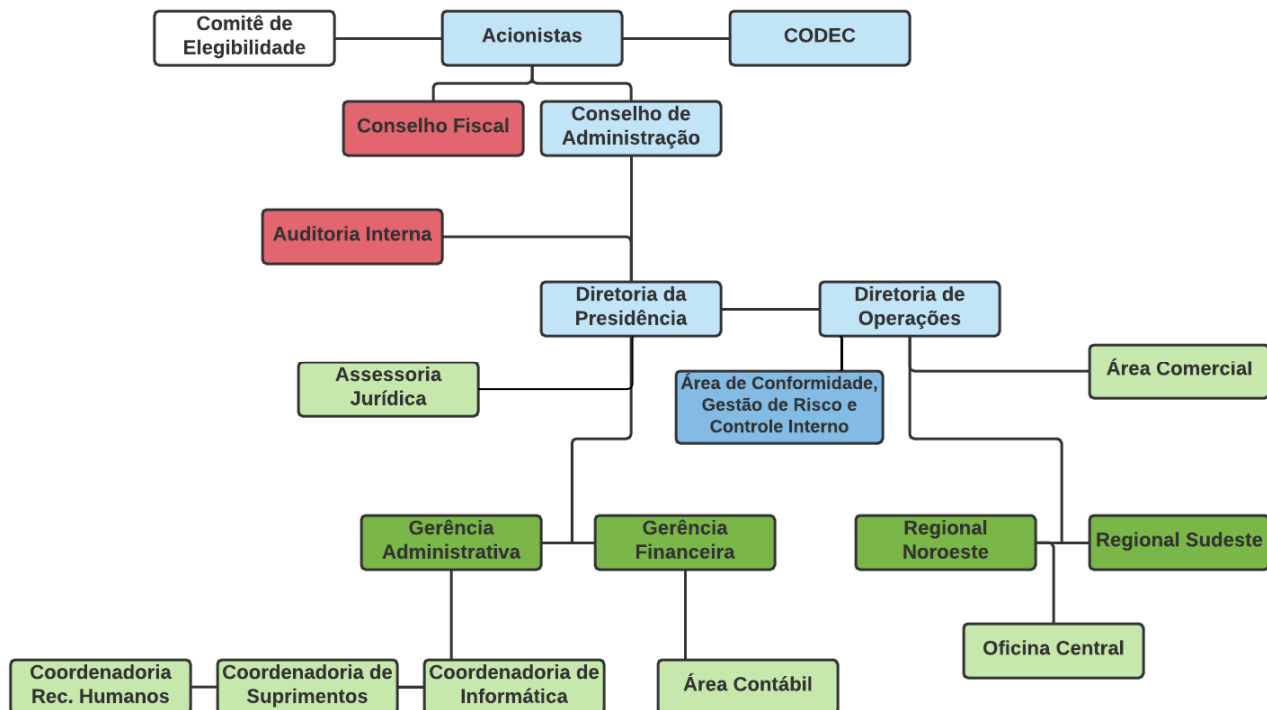 Comitê de
Elegibilidade
Acionistas
CODEC
Conselho Fiscal
Conselho de
Administração
Auditoria Interna
Diretoria da
Presidência
Diretoria de
Operações
Assessoria
Jurídica
Área de Conformidade,
Gestão de Risco e
Controle Interno
Área Comercial
Gerência
Administrativa
Gerência
Financeira
Regional
Noroeste
Regional Sudeste
Oficina Central
Coordenadoria
Rec. Humanos
Coordenadoria de
Suprimentos
Coordenadoria de
Informática
Área Contábil